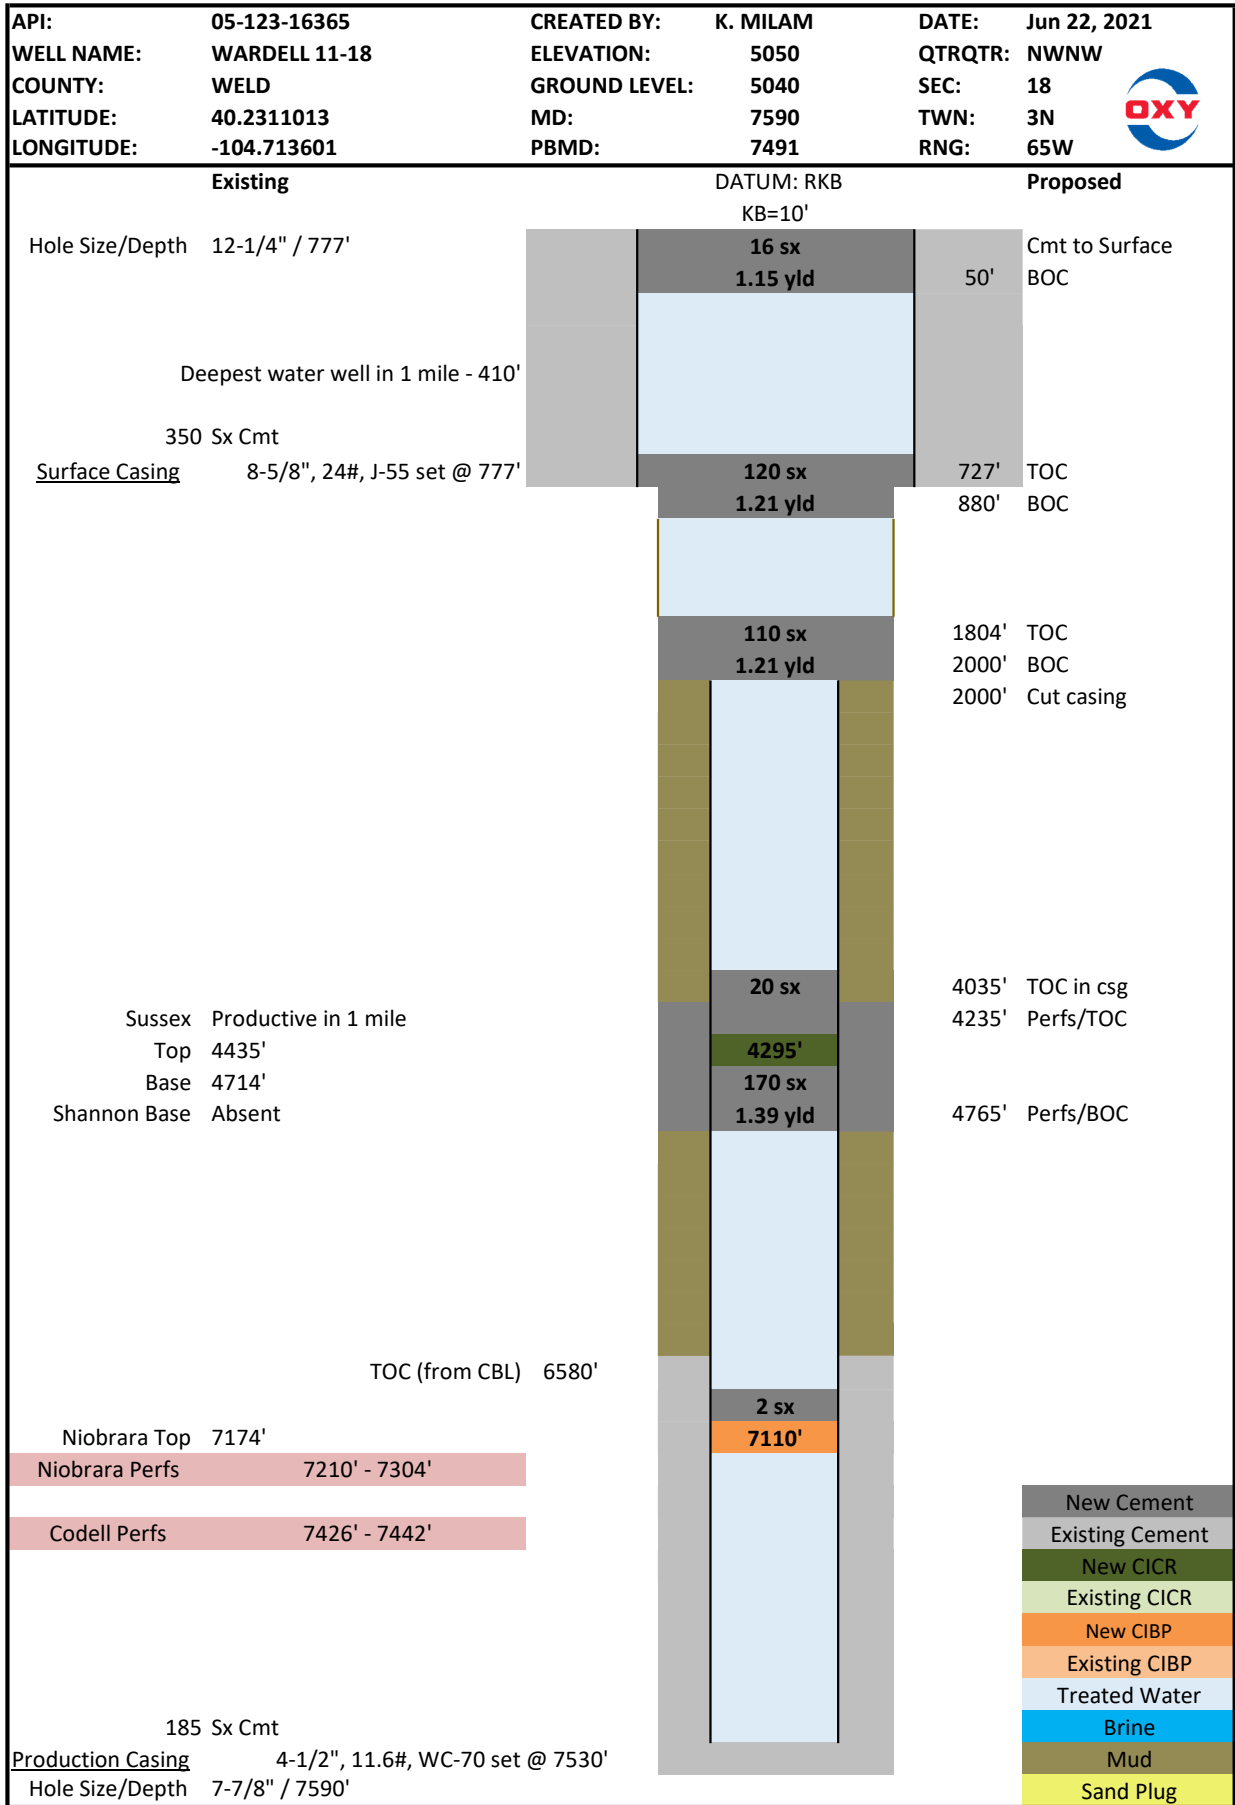 API: 05-123-16365 CREATED BY: K. MILAM DATE: Jun 22, 2021
WELL NAME: WARDELL 11-18 ELEVATION: 5050 QTRQTR: NWNW
COUNTY: WELD GROUND LEVEL: 5040 SEC: 18
OXY
LATITUDE: 40.2311013 MD: 7590 TWN: 3N
LONGITUDE: -104.713601 PBMD: 7491 RNG: 65W
Existing DATUM: RKB Proposed
KB=10'
Hole Size/Depth 12-1/4" / 777' 16 sx Cmt to Surface
1.15 yld 50' BOC
Deepest water well in 1 mile - 410'
350 Sx Cmt
Surface Casing 8-5/8", 24#, J-55 set @ 777' 120 sx 727' TOC
1.21 yld 880' BOC
110 sx 1804' TOC
1.21 yld 2000' BOC
2000' Cut casing
20 sx 4035' TOC in csg
Sussex Productive in 1 mile 4235' Perfs/TOC
Top 4435' 4295'
Base 4714' 170 sx
Shannon Base Absent 1.39 yld 4765' Perfs/BOC
TOC (from CBL) 6580'
2 sx
Niobrara Top 7174' 7110'
Niobrara Perfs 7210' - 7304'
New Cement
Codell Perfs 7426' - 7442' Existing Cement
New CICR
Existing CICR
New CIBP
Existing CIBP
Treated Water
185 Sx Cmt Brine
Production Casing 4-1/2", 11.6#, WC-70 set @ 7530' Mud
Hole Size/Depth 7-7/8" / 7590' Sand Plug